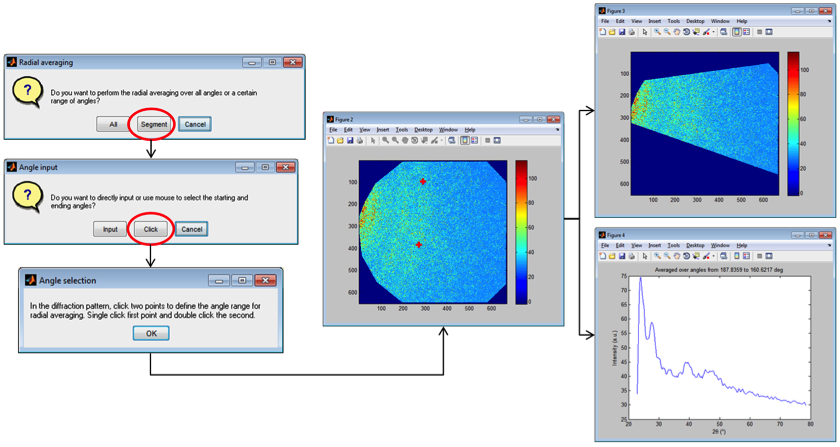 Radial averaging
Do you want to perform the radial averaging over all angles or a certain
range of angles?
All Segment Cancel
Angle input
Do you want to directly input or use mouse to select the starting and
ending angles?
Input Click Cancel
Angle selection
In the diffraction pattern, click two points to define the angle range for
radial averaging. Single click first point and double click the second.
OK
Figure 2
File Edit View Insert Tools Desktop Window Help
100
200
300
400
500
600
100 200 300 400 500 600
100
80
60
40
20
0
Figure 3
File Edit View Insert Tools Desktop Window Help
100
200
300
400
500
600
100 200 300 400 500 600
100
80
60
40
20
0
Figure 4
File Edit View Insert Tools Desktop Window Help
Averaged over angles from 187.8359 to 160.6217 deg
75
70
65
60
55
50
45
40
35
30
25
Intensity (a.u.)
20 30 40 50 60 70 80
2θ (°)